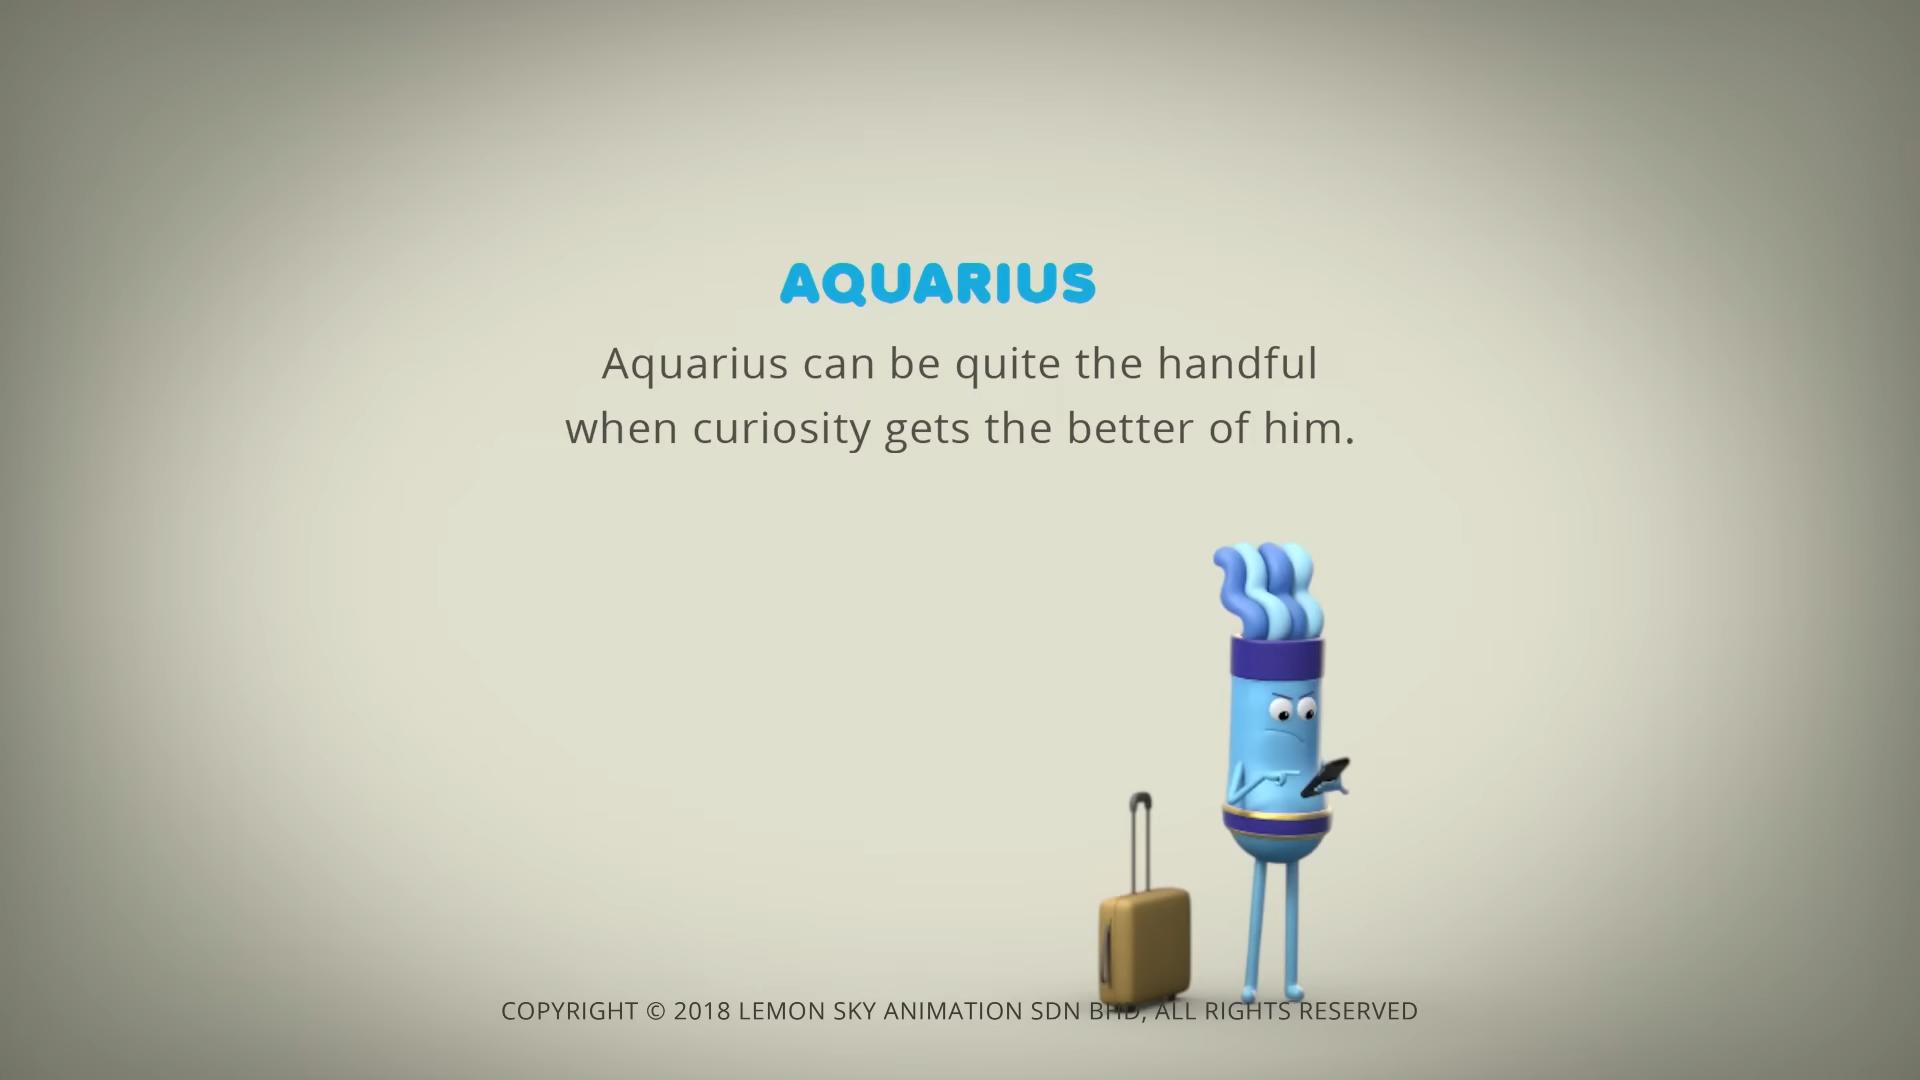 AQUARIUS
Aquarius can be quite the handful
when curiosity gets the better of him.
COPYRIGHT © 2018 LEMON SKY ANIMATION SDN BHD, ALL RIGHTS RESERVED